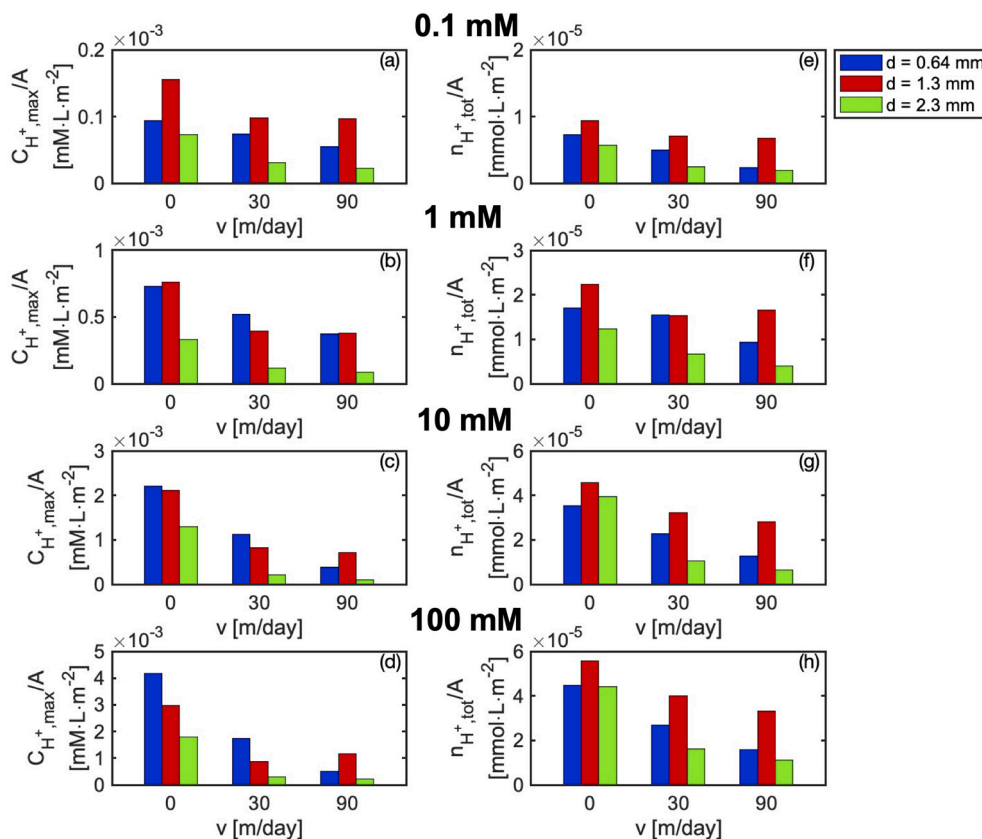 0.1 mM
×10⁻³
0.2
0.1
0
C_H⁺,max/A
[mM·L·m⁻²]
(a)
0 30 90
v [m/day]
×10⁻⁵
2
1
0
n_H⁺,tot/A
[mmol·L·m⁻²]
(e)
0 30 90
v [m/day]
d = 0.64 mm
d = 1.3 mm
d = 2.3 mm
1 mM
×10⁻³
1
0.5
0
C_H⁺,max/A
[mM·L·m⁻²]
(b)
0 30 90
v [m/day]
×10⁻⁵
3
2
1
0
n_H⁺,tot/A
[mmol·L·m⁻²]
(f)
0 30 90
v [m/day]
10 mM
×10⁻³
3
2
1
0
C_H⁺,max/A
[mM·L·m⁻²]
(c)
0 30 90
v [m/day]
×10⁻⁵
6
4
2
0
n_H⁺,tot/A
[mmol·L·m⁻²]
(g)
0 30 90
v [m/day]
100 mM
×10⁻³
5
4
3
2
1
0
C_H⁺,max/A
[mM·L·m⁻²]
(d)
0 30 90
v [m/day]
×10⁻⁵
6
4
2
0
n_H⁺,tot/A
[mmol·L·m⁻²]
(h)
0 30 90
v [m/day]